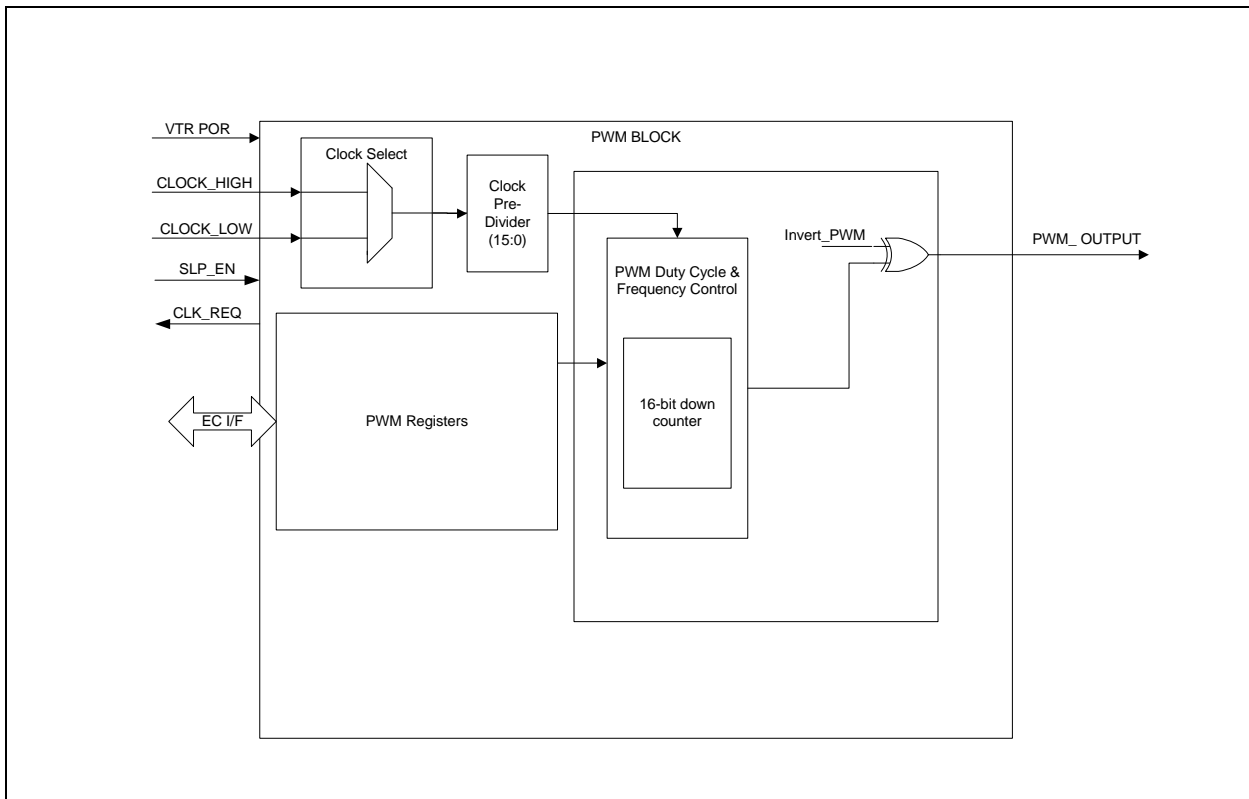 VTR POR
PWM BLOCK
Clock Select
CLOCK_HIGH
Clock
Pre-
Divider
(15:0)
CLOCK_LOW
Invert_PWM
PWM_ OUTPUT
SLP_EN
PWM Duty Cycle &
Frequency Control
CLK_REQ
EC I/F
PWM Registers
16-bit down
counter